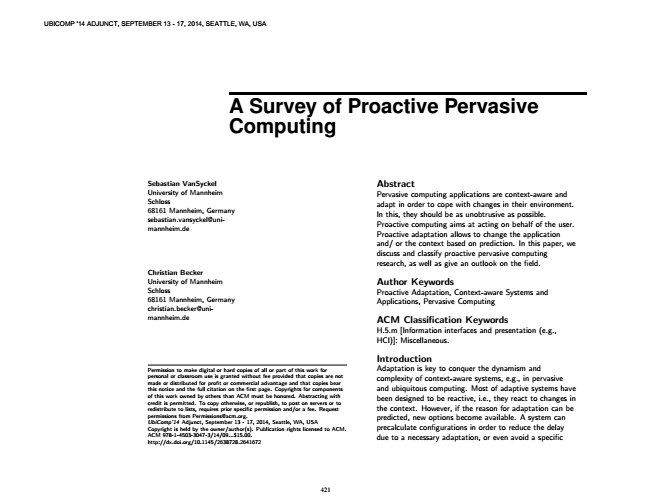 UBICOMP '14 ADJUNCT, SEPTEMBER 13 - 17, 2014, SEATTLE, WA, USA
A Survey of Proactive Pervasive
Computing
Sebastian VanSyckel
University of Mannheim
Schloss
68161 Mannheim, Germany
sebastian.vansyckel@uni-
mannheim.de
Christian Becker
University of Mannheim
Schloss
68161 Mannheim, Germany
christian.becker@uni-
mannheim.de
Permission to make digital or hard copies of all or part of this work for
personal or classroom use is granted without fee provided that copies are not
made or distributed for profit or commercial advantage and that copies bear
this notice and the full citation on the first page. Copyrights for components
of this work owned by others than ACM must be honored. Abstracting with
credit is permitted. To copy otherwise, or republish, to post on servers or to
redistribute to lists, requires prior specific permission and/or a fee. Request
permissions from Permissions@acm.org.
UbiComp'14 Adjunct, September 13 - 17, 2014, Seattle, WA, USA
Copyright is held by the owner/author(s). Publication rights licensed to ACM.
ACM 978-1-4503-3047-3/14/09...$15.00.
http://dx.doi.org/10.1145/2638728.2641672
Abstract
Pervasive computing applications are context-aware and
adapt in order to cope with changes in their environment.
In this, they should be as unobtrusive as possible.
Proactive computing aims at acting on behalf of the user.
Proactive adaptation allows to change the application
and/ or the context based on prediction. In this paper, we
discuss and classify proactive pervasive computing
research, as well as give an outlook on the field.
Author Keywords
Proactive Adaptation, Context-aware Systems and
Applications, Pervasive Computing
ACM Classification Keywords
H.5.m [Information interfaces and presentation (e.g.,
HCI)]: Miscellaneous.
Introduction
Adaptation is key to conquer the dynamism and
complexity of context-aware systems, e.g., in pervasive
and ubiquitous computing. Most of adaptive systems have
been designed to be reactive, i.e., they react to changes in
the context. However, if the reason for adaptation can be
predicted, new options become available. A system can
precalculate configurations in order to reduce the delay
due to a necessary adaptation, or even avoid a specific
421